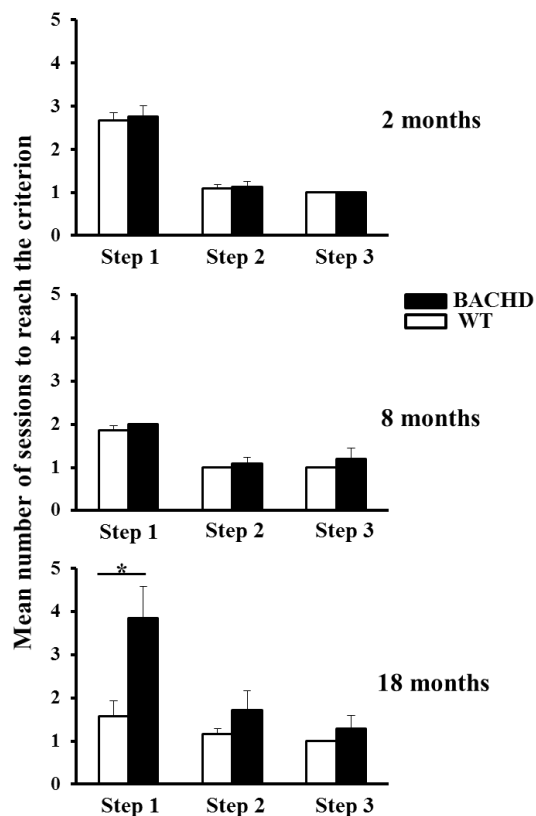 Mean number of sessions to reach the criterion
5
4
3
2
1
0
2 months
Step 1 Step 2 Step 3
BACHD
WT
5
4
3
2
1
0
8 months
Step 1 Step 2 Step 3
5
4
3
2
1
0
*
18 months
Step 1 Step 2 Step 3